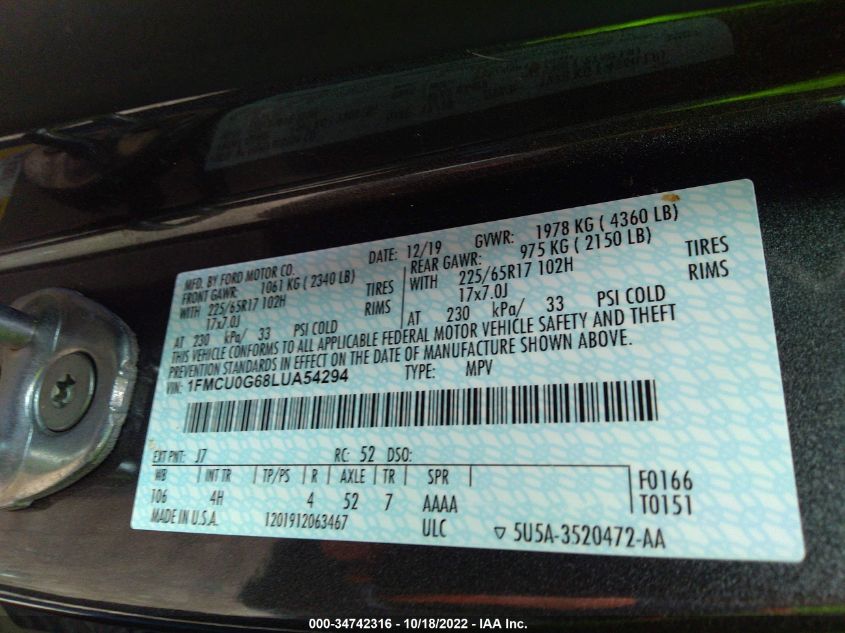 MFD. BY FORD MOTOR CO.
DATE: 12/19 GVWR: 1978 KG ( 4360 LB)
FRONT GAWR: 1061 KG ( 2340 LB) REAR GAWR: 975 KG ( 2150 LB)
WITH 225/65R17 102H TIRES WITH 225/65R17 102H TIRES
17x7.0J RIMS 17x7.0J RIMS
AT 230 kPa/ 33 PSI COLD AT 230 kPa/ 33 PSI COLD
THIS VEHICLE CONFORMS TO ALL APPLICABLE FEDERAL MOTOR VEHICLE SAFETY AND THEFT
PREVENTION STANDARDS IN EFFECT ON THE DATE OF MANUFACTURE SHOWN ABOVE.
VIN: 1FMCU0G68LUA54294 TYPE: MPV
EXT PNT: J7 RC: 52 DSO:
WB INT TR TP/PS R AXLE TR SPR
106 4H 4 52 7 AAAA
F0166
T0151
MADE IN U.S.A. 1201912063467 ULC ▽ 5U5A-3520472-AA
000-34742316 - 10/18/2022 - IAA Inc.